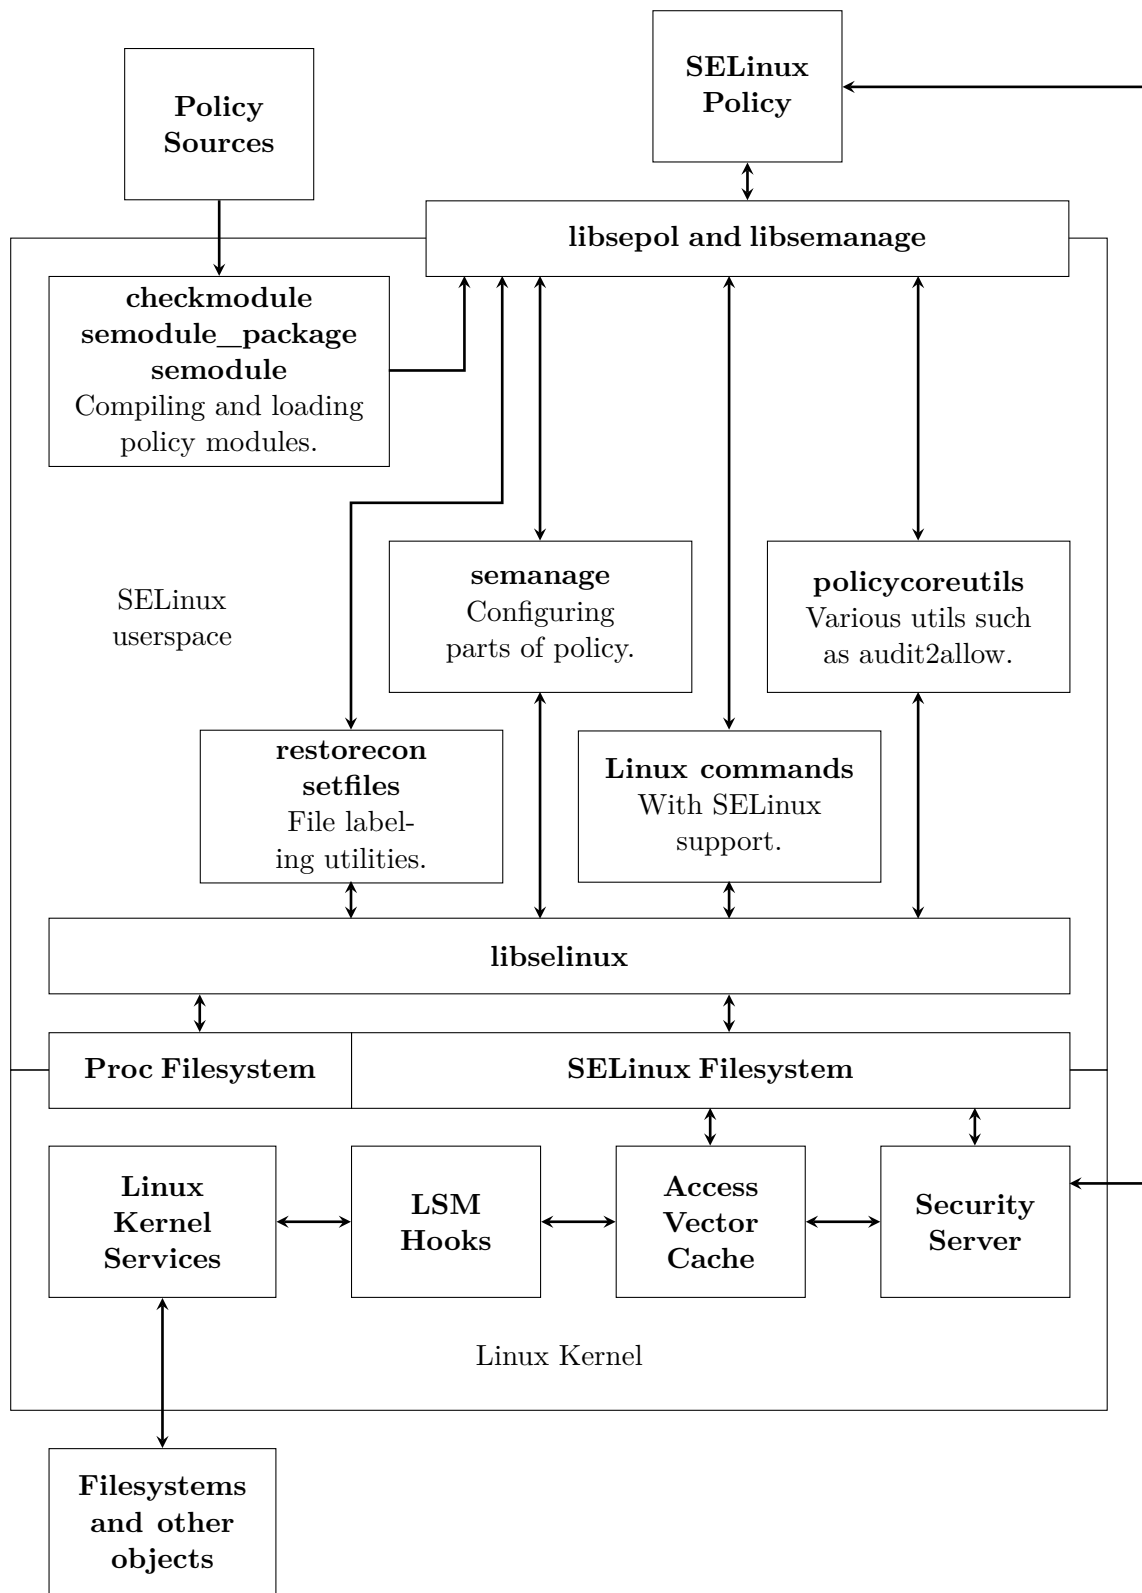 SELinux
Policy
Policy
Sources
libsepol and libsemanage
checkmodule
semodule_package
semodule
Compiling and loading
policy modules.
semanage
Configuring
parts of policy.
policycoreutils
Various utils such
as audit2allow.
SELinux
userspace
restorecon
setfiles
File label-
ing utilities.
Linux commands
With SELinux
support.
libselinux
Proc Filesystem
SELinux Filesystem
Linux
Kernel
Services
LSM
Hooks
Access
Vector
Cache
Security
Server
Linux Kernel
Filesystems
and other
objects